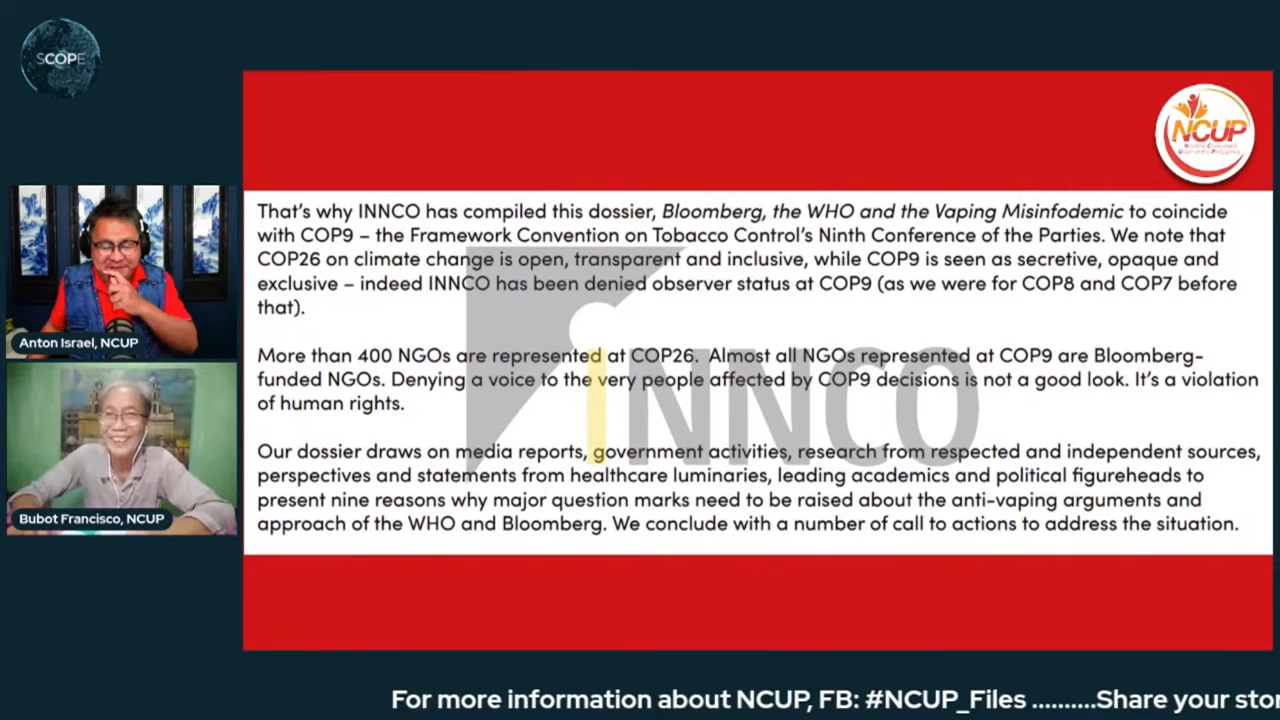 SCOPE
NCUP
Nicotine Consumers
Union of the Philippines
That's why INNCO has compiled this dossier, Bloomberg, the WHO and the Vaping Misinfodemic to coincide
with COP9 – the Framework Convention on Tobacco Control's Ninth Conference of the Parties. We note that
COP26 on climate change is open, transparent and inclusive, while COP9 is seen as secretive, opaque and
exclusive – indeed INNCO has been denied observer status at COP9 (as we were for COP8 and COP7 before
that).
More than 400 NGOs are represented at COP26. Almost all NGOs represented at COP9 are Bloomberg-
funded NGOs. Denying a voice to the very people affected by COP9 decisions is not a good look. It's a violation
of human rights.
Our dossier draws on media reports, government activities, research from respected and independent sources,
perspectives and statements from healthcare luminaries, leading academics and political figureheads to
present nine reasons why major question marks need to be raised about the anti-vaping arguments and
approach of the WHO and Bloomberg. We conclude with a number of call to actions to address the situation.
iNNCO
Anton Israel, NCUP
Bubot Francisco, NCUP
For more information about NCUP, FB: #NCUP_Files ..........Share your stor